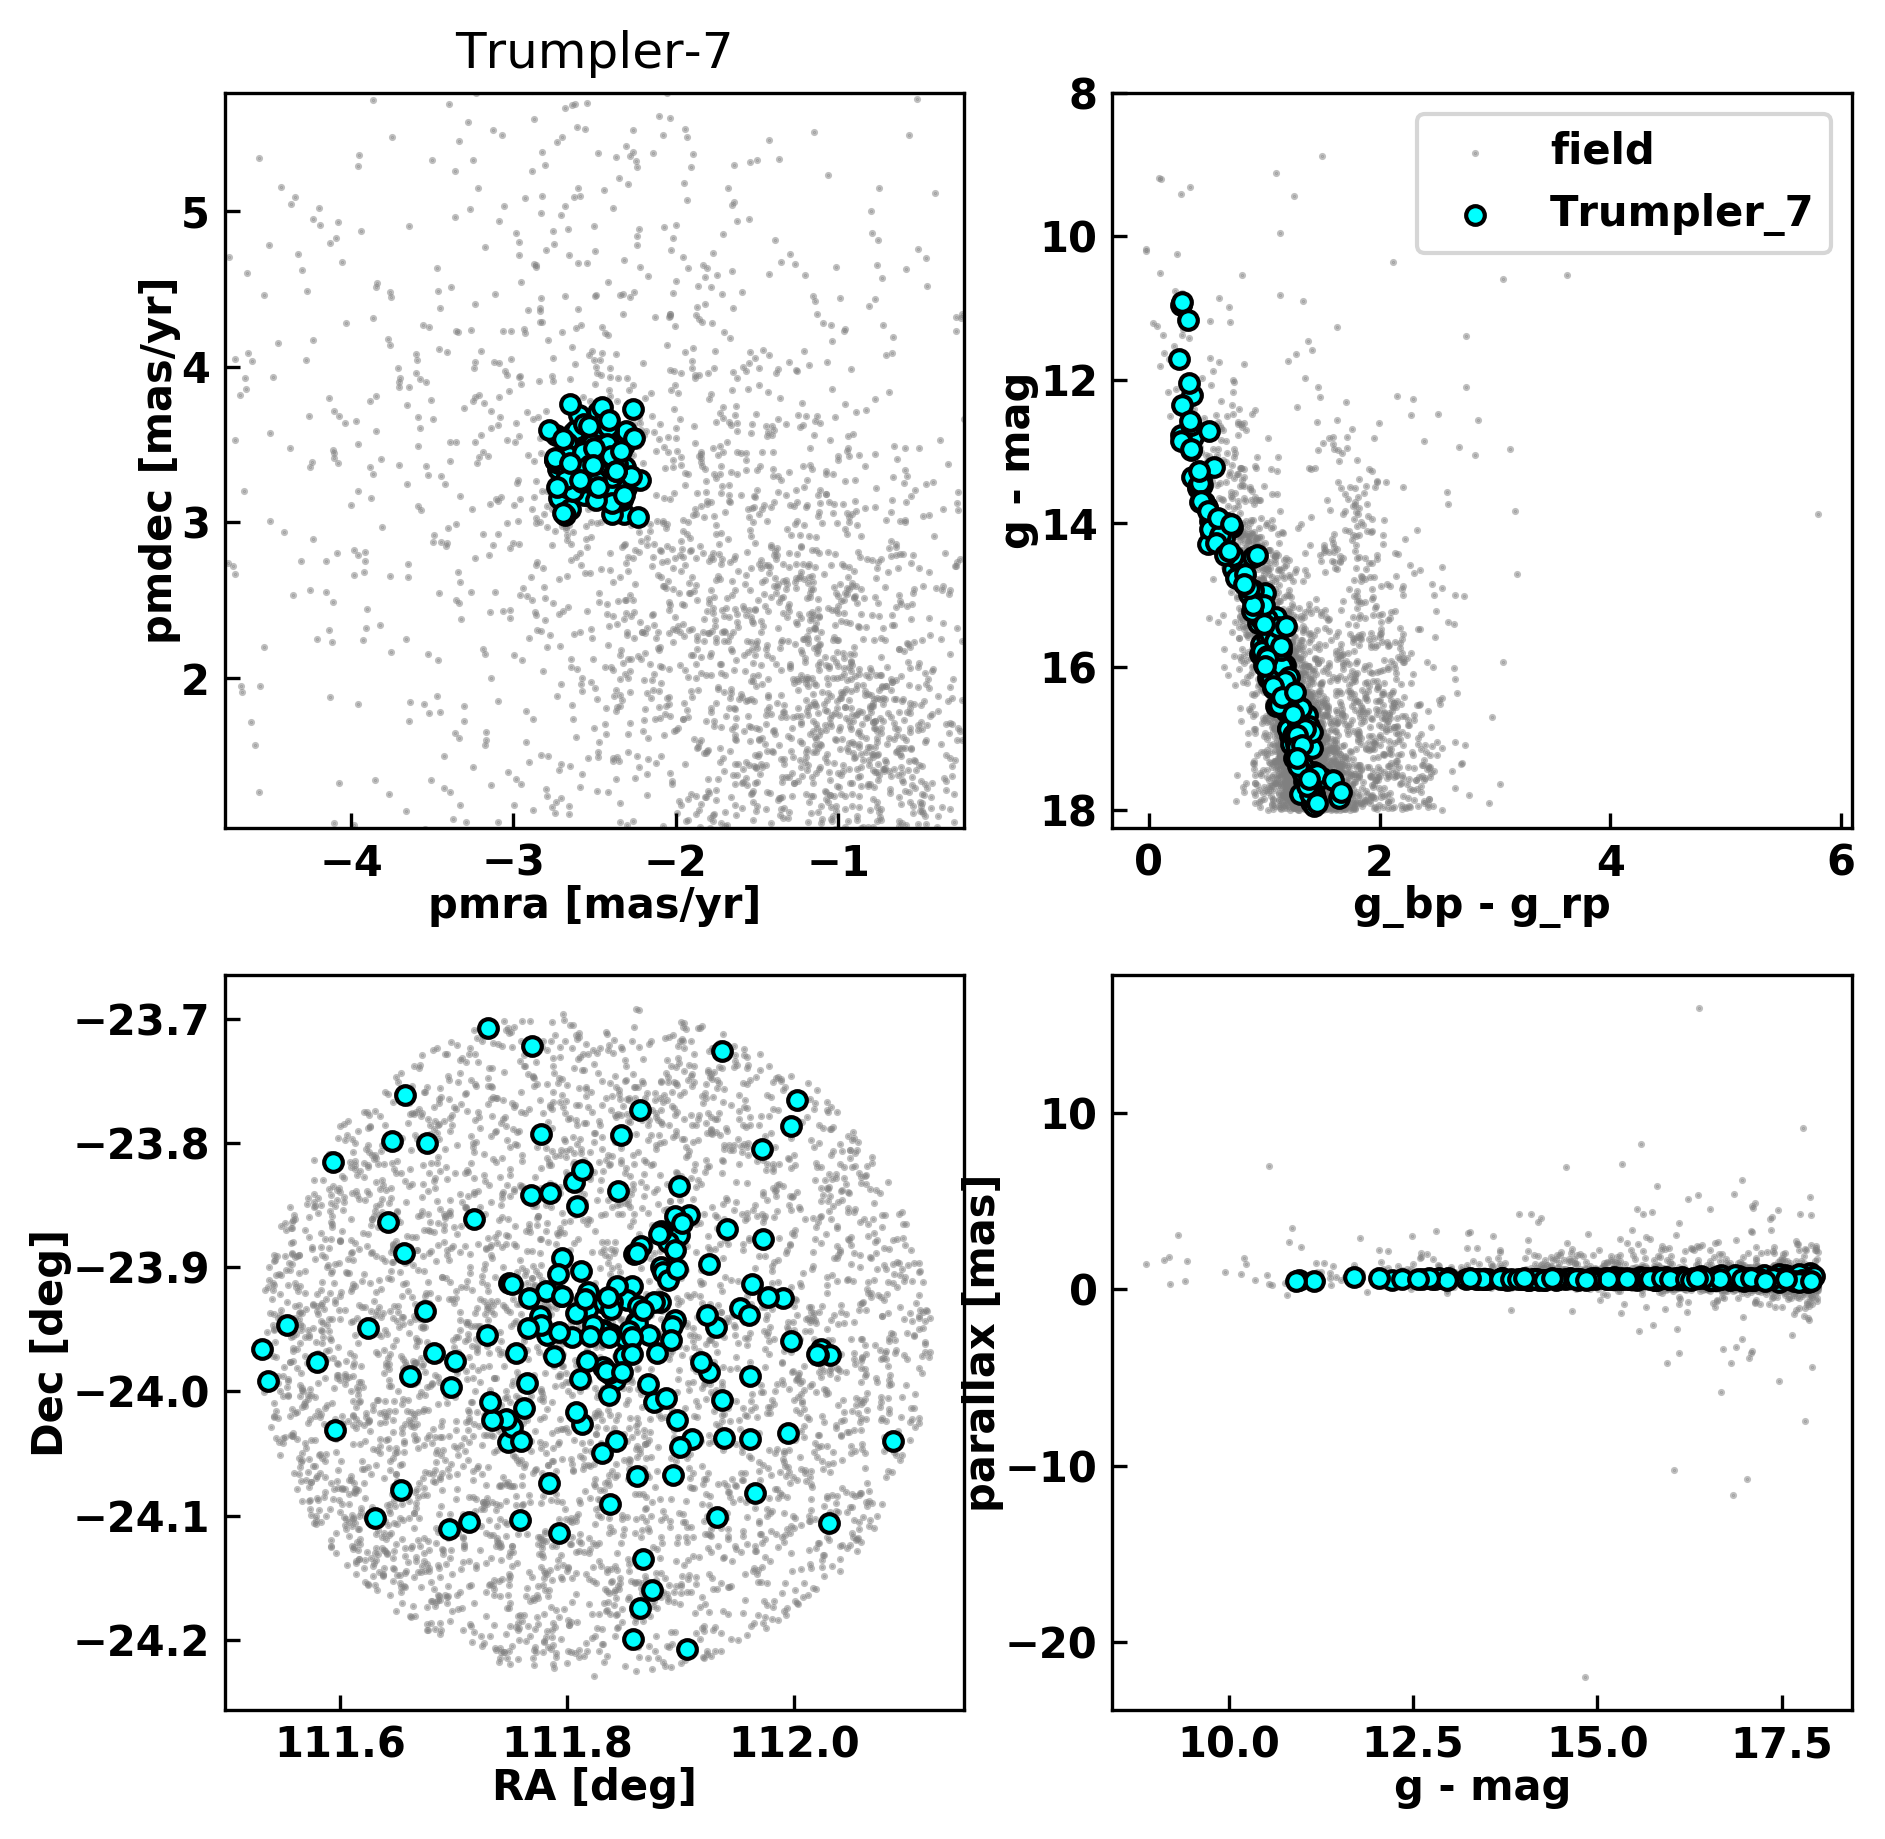 Trumpler-7
5
4
3
2
pmdec [mas/yr]
−4 −3 −2 −1
pmra [mas/yr]
8
10
12
14
16
18
g - mag
field
Trumpler_7
0 2 4 6
g_bp - g_rp
−23.7
−23.8
−23.9
−24.0
−24.1
−24.2
Dec [deg]
111.6 111.8 112.0
RA [deg]
10
0
−10
−20
parallax [mas]
10.0 12.5 15.0 17.5
g - mag